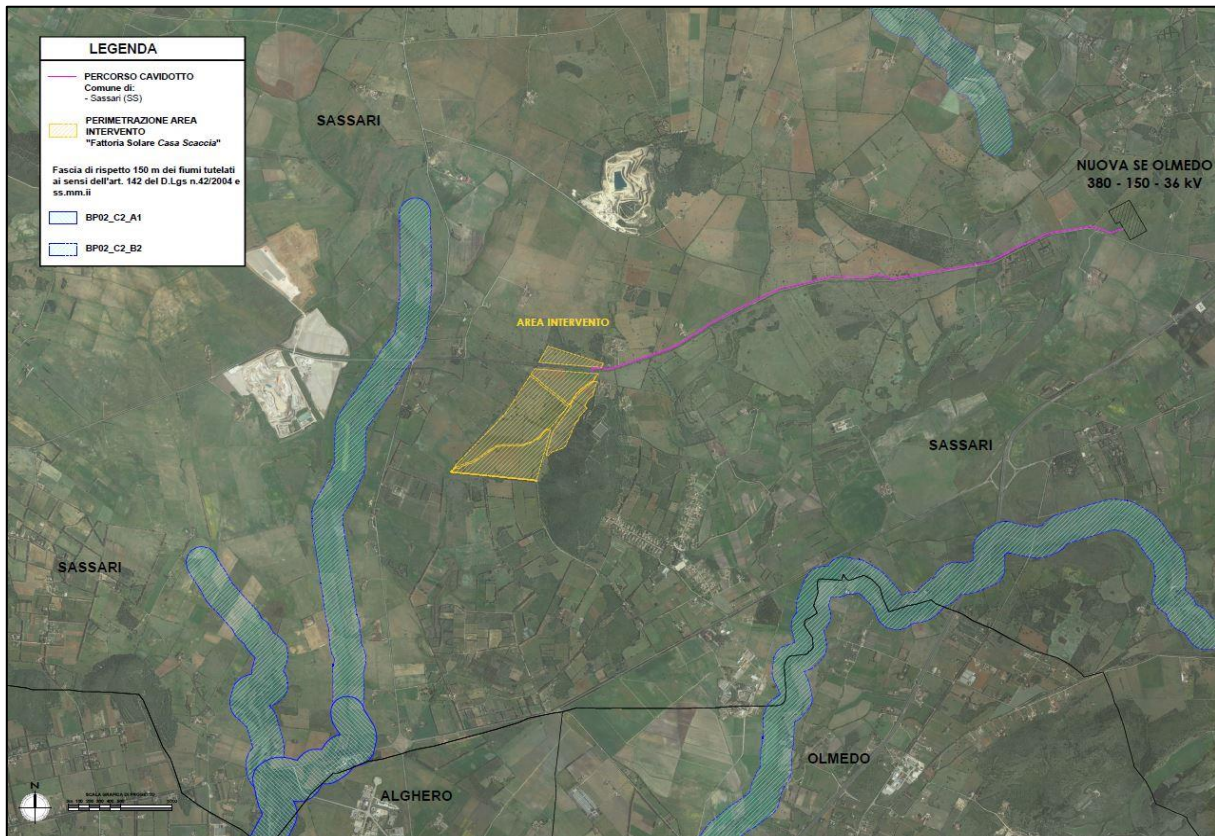 LEGENDA
PERCORSO CAVIDOTTO
Comune di:
- Sassari (SS)
PERIMETRAZIONE AREA
INTERVENTO
"Fattoria Solare Casa Scaccia"
Fascia di rispetto 150 m dei fiumi tutelati
ai sensi dell'art. 142 del D.Lgs n.42/2004 e
ss.mm.ii
BP02_C2_A1
BP02_C2_B2
SASSARI
NUOVA SE OLMEDO
380 - 150 - 36 kV
AREA INTERVENTO
SASSARI
SASSARI
OLMEDO
ALGHERO
N